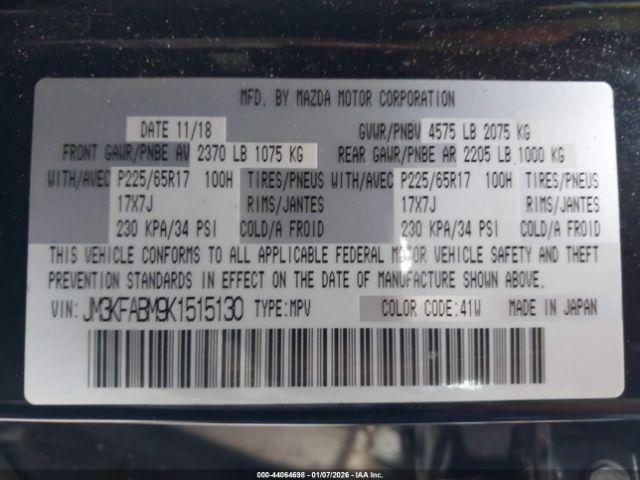 MFD. BY MAZDA MOTOR CORPORATION
DATE 11/18 GVWR/PNBV 4575 LB 2075 KG
FRONT GAWR/PNBE AV 2370 LB 1075 KG REAR GAWR/PNBE AR 2205 LB 1000 KG
WITH/AVEC P225/65R17 100H TIRES/PNEUS WITH/AVEC P225/65R17 100H TIRES/PNEUS
17X7J RIMS/JANTES 17X7J RIMS/JANTES
230 KPA/34 PSI COLD/A FROID 230 KPA/34 PSI COLD/A FROID
THIS VEHICLE CONFORMS TO ALL APPLICABLE FEDERAL MOTOR VEHICLE SAFETY AND THEFT
PREVENTION STANDARDS IN EFFECT ON THE DATE OF MANUFACTURE SHOWN ABOVE.
VIN: JM3KFABM9K1515130 TYPE:MPV COLOR CODE:41W MADE IN JAPAN
000-44064698 | 01/07/2026 | IAA Inc.